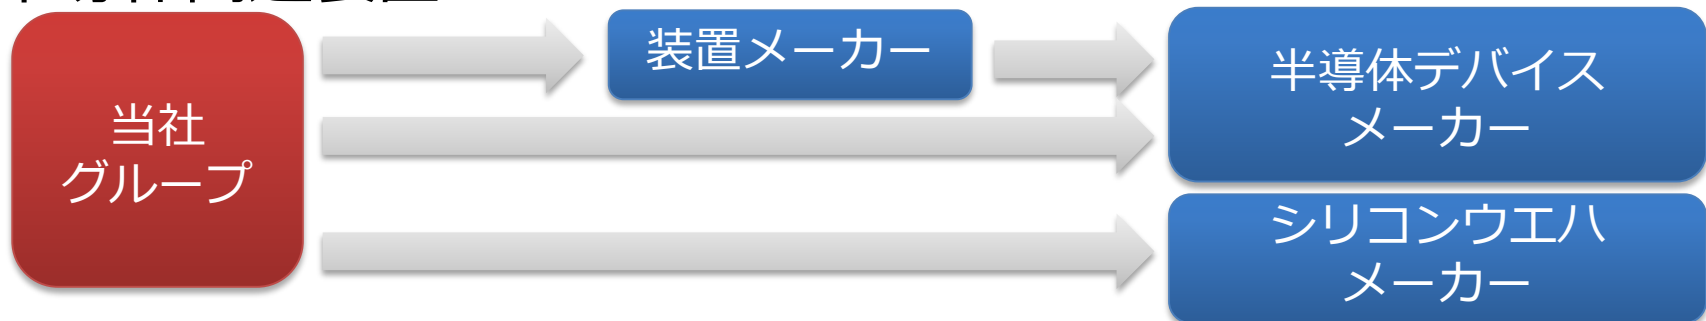 当社
グループ
装置メーカー
半導体デバイス
メーカー
シリコンウエハ
メーカー